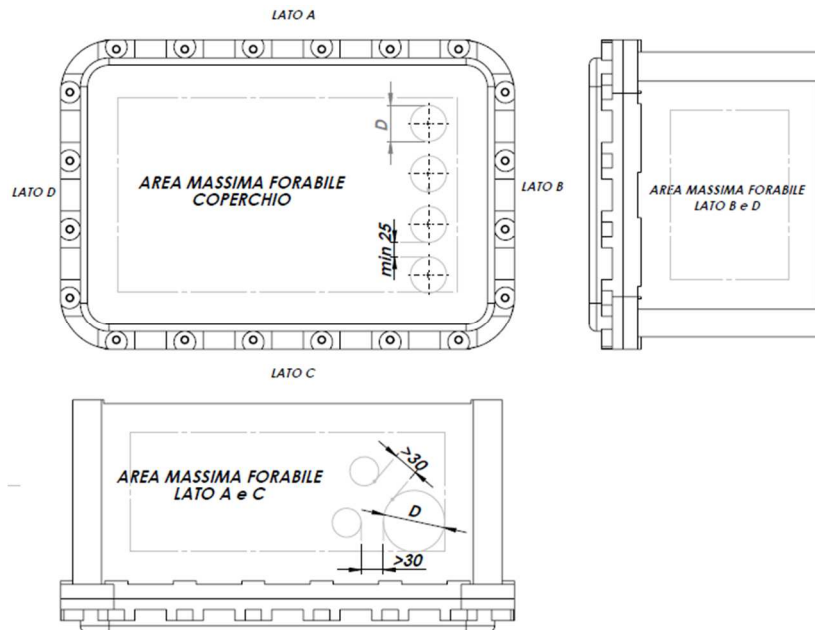 LATO A
D
LATO D
AREA MASSIMA FORABILE
COPERCHIO
min 25
LATO B
AREA MASSIMA FORABILE
LATO B e D
LATO C
AREA MASSIMA FORABILE
LATO A e C
>30
D
>30